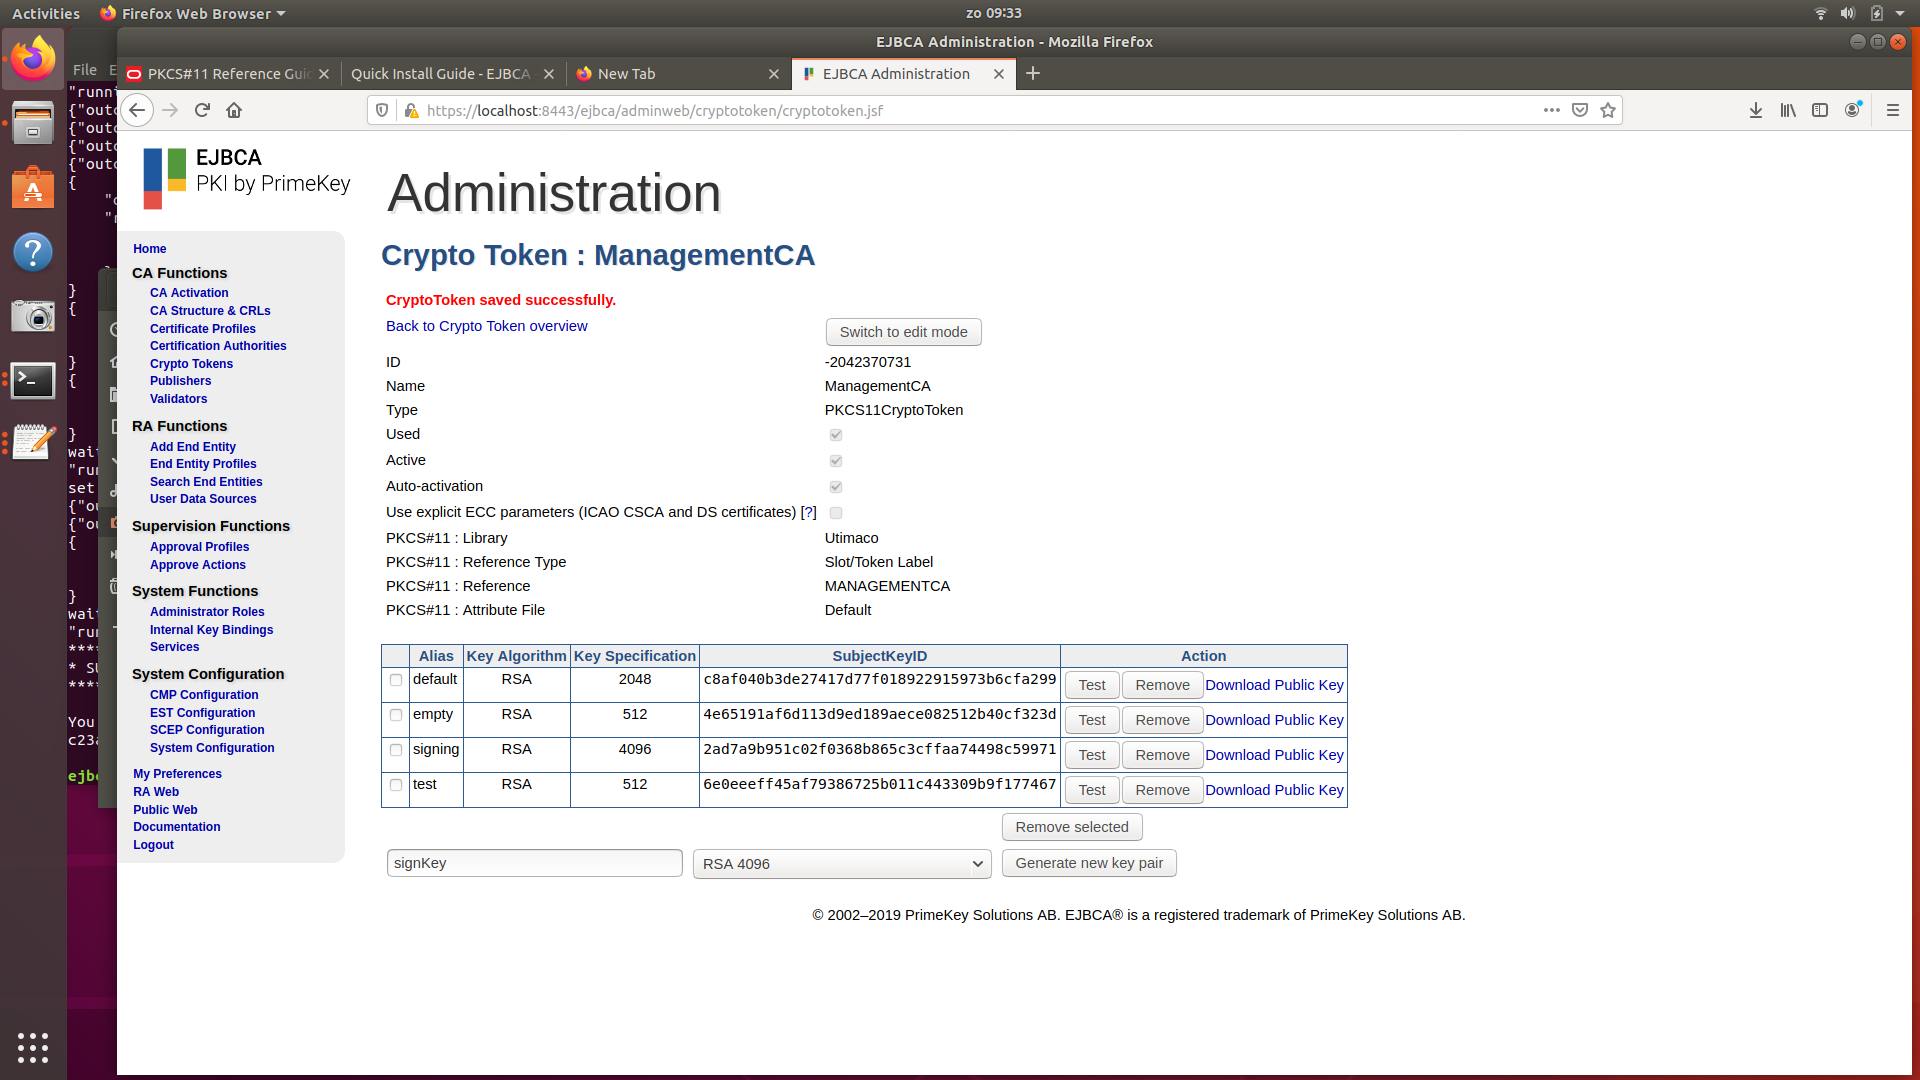 Activities
Firefox Web Browser
zo 09:33
EJBCA Administration - Mozilla Firefox
File
PKCS#11 Reference Guid
Quick Install Guide - EJBCA
New Tab
EJBCA Administration
https://localhost:8443/ejbca/adminweb/cryptotoken/cryptotoken.jsf
EJBCA
PKI by PrimeKey
Administration
Home
CA Functions
CA Activation
CA Structure & CRLs
Certificate Profiles
Certification Authorities
Crypto Tokens
Publishers
Validators
RA Functions
Add End Entity
End Entity Profiles
Search End Entities
User Data Sources
Supervision Functions
Approval Profiles
Approve Actions
System Functions
Administrator Roles
Internal Key Bindings
Services
System Configuration
CMP Configuration
EST Configuration
SCEP Configuration
System Configuration
My Preferences
RA Web
Public Web
Documentation
Logout
Crypto Token : ManagementCA
CryptoToken saved successfully.
Back to Crypto Token overview
Switch to edit mode
ID -2042370731
Name ManagementCA
Type PKCS11CryptoToken
Used
Active
Auto-activation
Use explicit ECC parameters (ICAO CSCA and DS certificates) [?]
PKCS#11 : Library Utimaco
PKCS#11 : Reference Type Slot/Token Label
PKCS#11 : Reference MANAGEMENTCA
PKCS#11 : Attribute File Default
Alias Key Algorithm Key Specification SubjectKeyID Action
default RSA 2048 c8af040b3de27417d77f018922915973b6cfa299 Test Remove Download Public Key
empty RSA 512 4e65191af6d113d9ed189aece082512b40cf323d Test Remove Download Public Key
signing RSA 4096 2ad7a9b951c02f0368b865c3cffaa74498c59971 Test Remove Download Public Key
test RSA 512 6e0eeeff45af79386725b011c443309b9f177467 Test Remove Download Public Key
Remove selected
signKey RSA 4096 Generate new key pair
© 2002–2019 PrimeKey Solutions AB. EJBCA® is a registered trademark of PrimeKey Solutions AB.